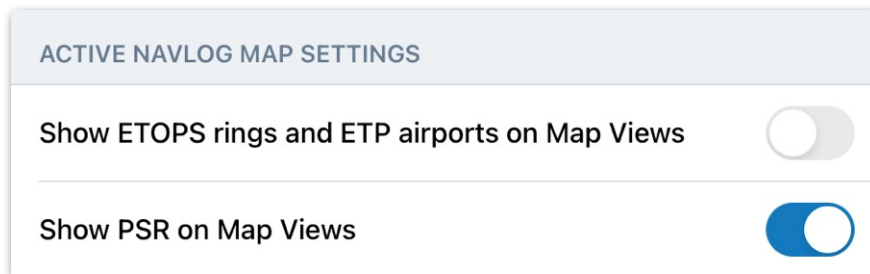 ACTIVE NAVLOG MAP SETTINGS
Show ETOPS rings and ETP airports on Map Views
Show PSR on Map Views